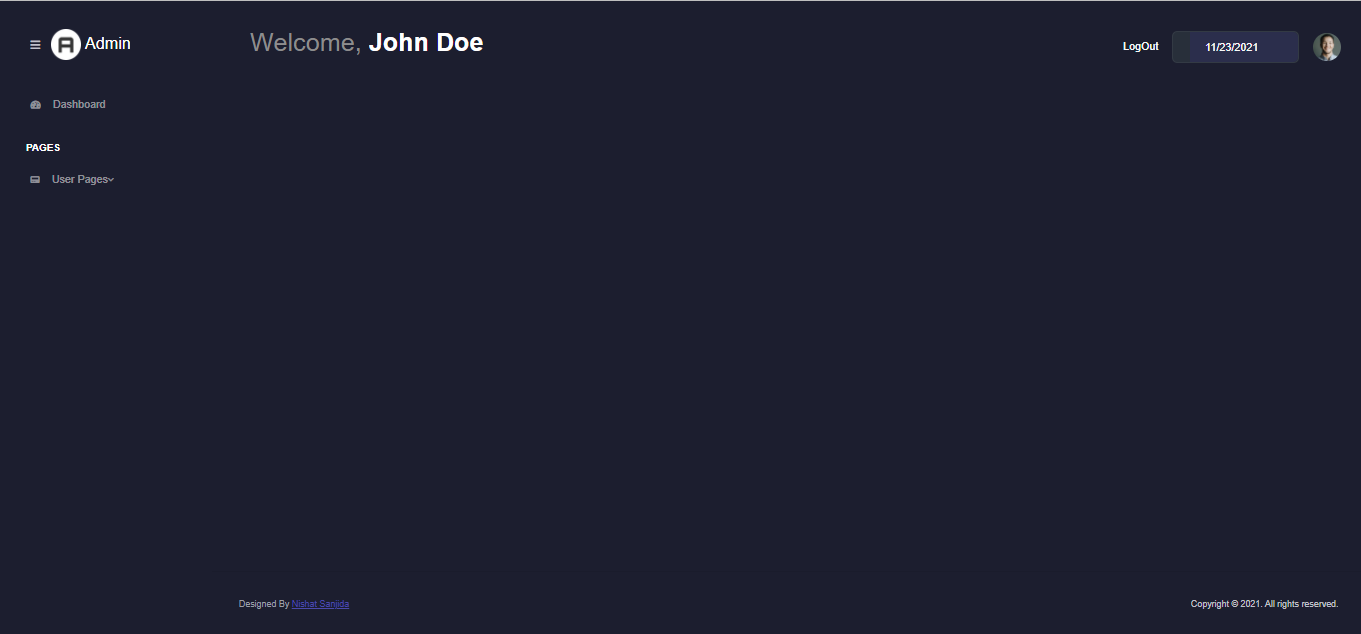 Admin
Welcome, John Doe
LogOut
11/23/2021
Dashboard
PAGES
User Pages
Designed By Nishat Sanjida
Copyright © 2021. All rights reserved.